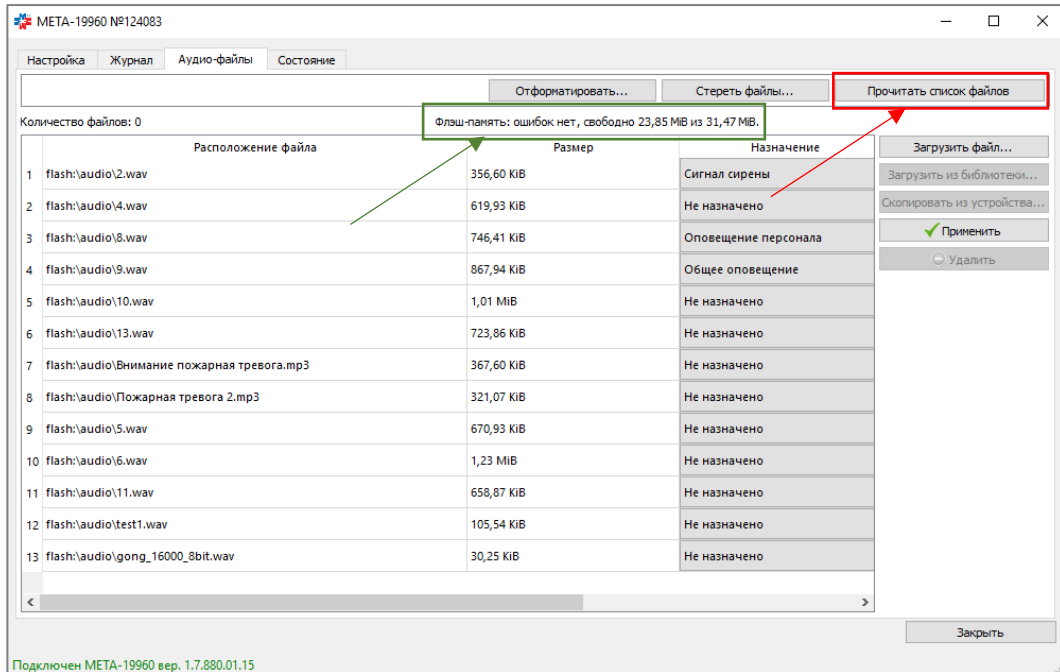 МЕТА-19960 №124083
Настройка Журнал Аудио-файлы Состояние
Отформатировать... Стереть файлы... Прочитать список файлов
Количество файлов: 0 Флэш-память: ошибок нет, свободно 23,85 MiB из 31,47 MiB.
Расположение файла Размер Назначение
1 flash:\audio\2.wav 356,60 KiB Сигнал сирены
2 flash:\audio\4.wav 619,93 KiB Не назначено
3 flash:\audio\8.wav 746,41 KiB Оповещение персонала
4 flash:\audio\9.wav 867,94 KiB Общее оповещение
5 flash:\audio\10.wav 1,01 MiB Не назначено
6 flash:\audio\13.wav 723,86 KiB Не назначено
7 flash:\audio\Внимание пожарная тревога.mp3 367,60 KiB Не назначено
8 flash:\audio\Пожарная тревога 2.mp3 321,07 KiB Не назначено
9 flash:\audio\5.wav 670,93 KiB Не назначено
10 flash:\audio\6.wav 1,23 MiB Не назначено
11 flash:\audio\11.wav 658,87 KiB Не назначено
12 flash:\audio\test1.wav 105,54 KiB Не назначено
13 flash:\audio\gong_16000_8bit.wav 30,25 KiB Не назначено
Загрузить файл...
Загрузить из библиотеки...
Скопировать из устройства...
Применить
Удалить
Закрыть
Подключен МЕТА-19960 вер. 1.7.880.01.15